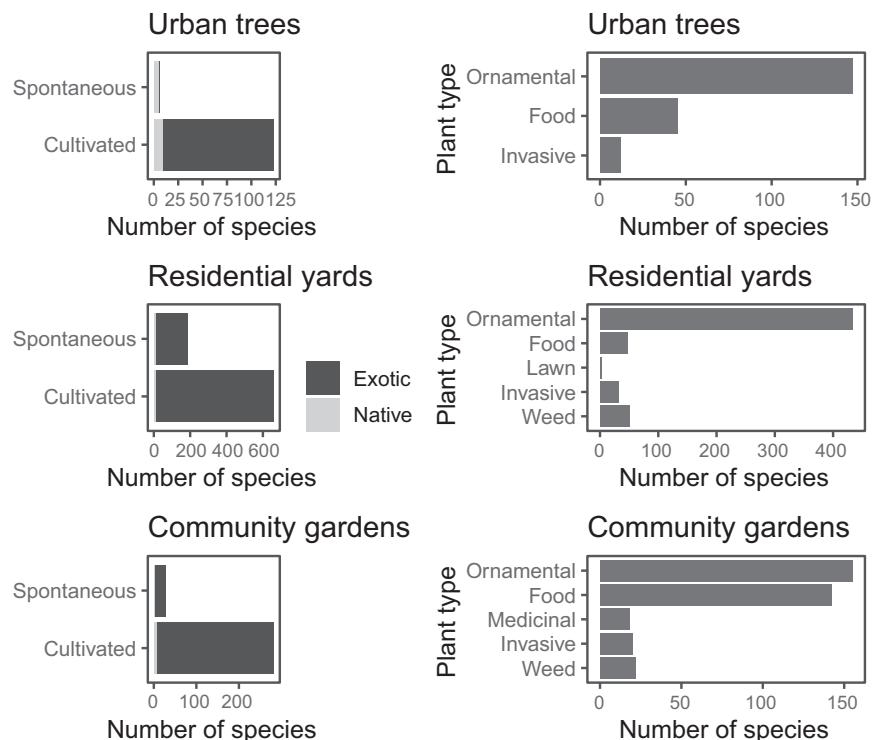 Urban trees
Spontaneous
Cultivated
0 25 50 75 100 125
Number of species
Urban trees
Plant type
Ornamental
Food
Invasive
0 50 100 150
Number of species
Residential yards
Spontaneous
Cultivated
0 200 400 600
Number of species
Exotic
Native
Residential yards
Plant type
Ornamental
Food
Lawn
Invasive
Weed
0 100 200 300 400
Number of species
Community gardens
Spontaneous
Cultivated
0 100 200
Number of species
Community gardens
Plant type
Ornamental
Food
Medicinal
Invasive
Weed
0 50 100 150
Number of species